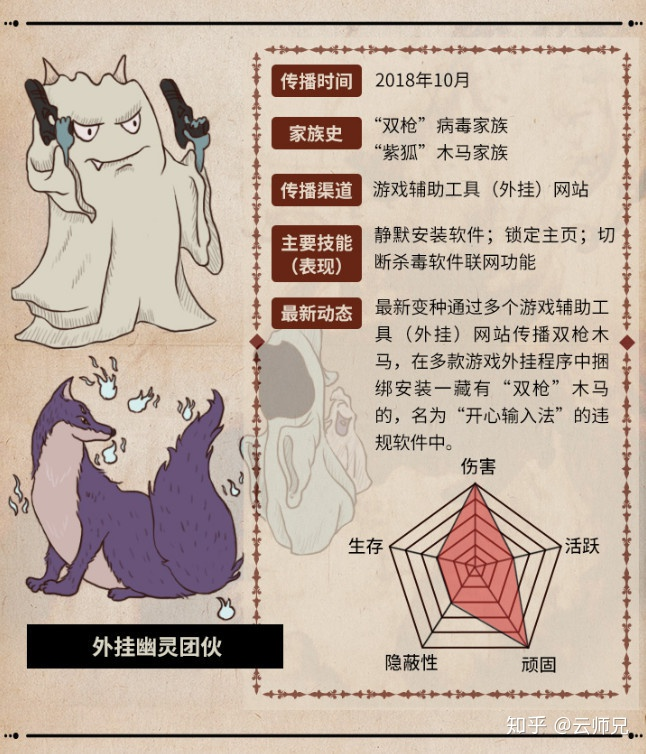 传播时间
2018年10月
家族史
“双枪”病毒家族
“紫狐”木马家族
传播渠道
游戏辅助工具（外挂）网站
主要技能
（表现）
静默安装软件；锁定主页；切
断杀毒软件联网功能
最新动态
最新变种通过多个游戏辅助工
具（外挂）网站传播双枪木
马，在多款游戏外挂程序中捆
绑安装一藏有“双枪”木马
的，名为“开心输入法”的违
规软件中。
伤害
生存
活跃
隐蔽性
顽固
外挂幽灵团伙
知乎 @云师兄